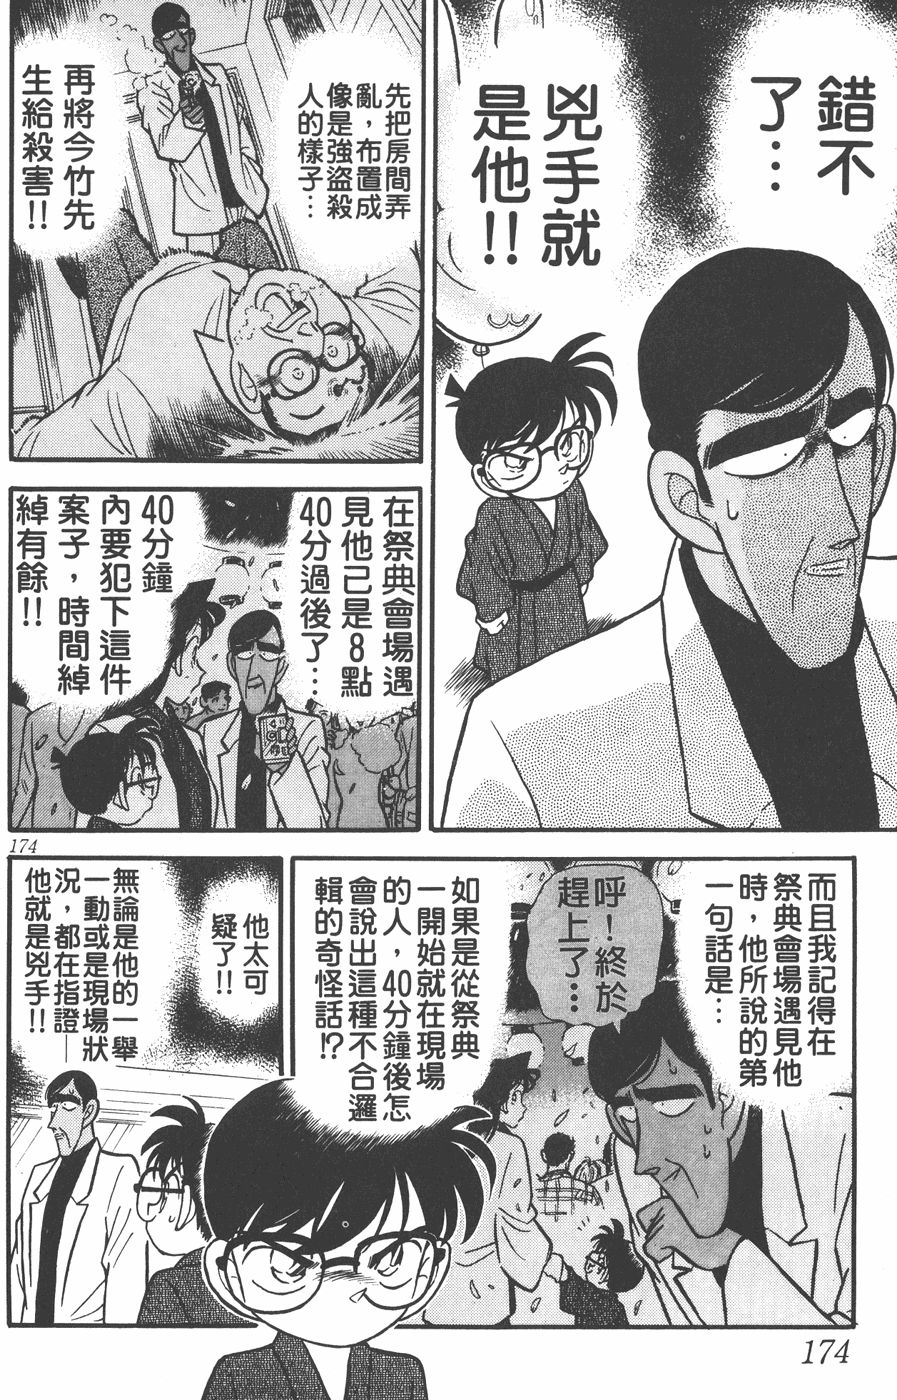 錯不
了…
兇手就
是他!!
先把房間弄
亂，布置成
像是強盜殺
人的樣子…
再將今竹先
生給殺害!!
在祭典會場遇
見他已是8點
40分過後了…
40分鐘
內要犯下這件
案子，時間綽
綽有餘!!
174
而且我記得在
祭典會場遇見他
時，他所說的第
一句話是…
呼！終於
趕上了…
如果是從祭典
一開始就在現場
的人，40分鐘後怎
會說出這種不合邏
輯的奇怪話!?
他太可
疑了!!
無論是他的一舉
一動或是現場狀
況，都在指證—
他就是兇手!!
174